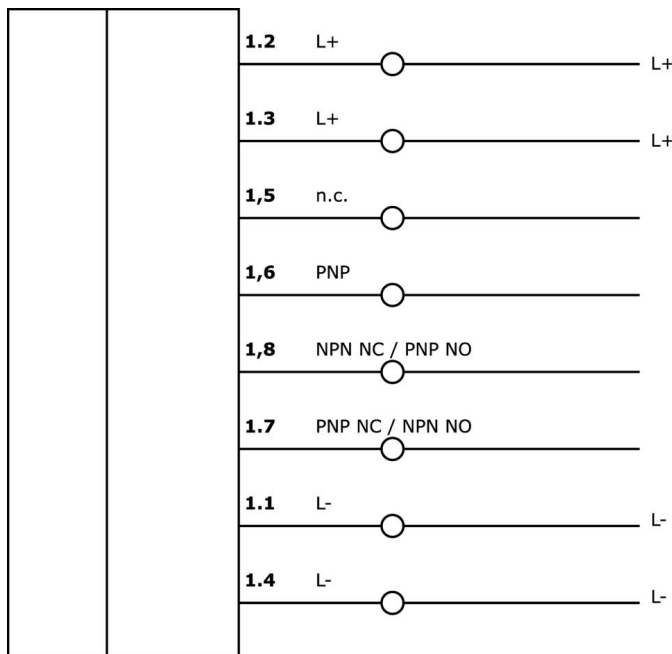 1.2 L+ L+
1.3 L+ L+
1,5 n.c.
1,6 PNP
1,8 NPN NC / PNP NO
1.7 PNP NC / NPN NO
1.1 L- L-
1.4 L- L-